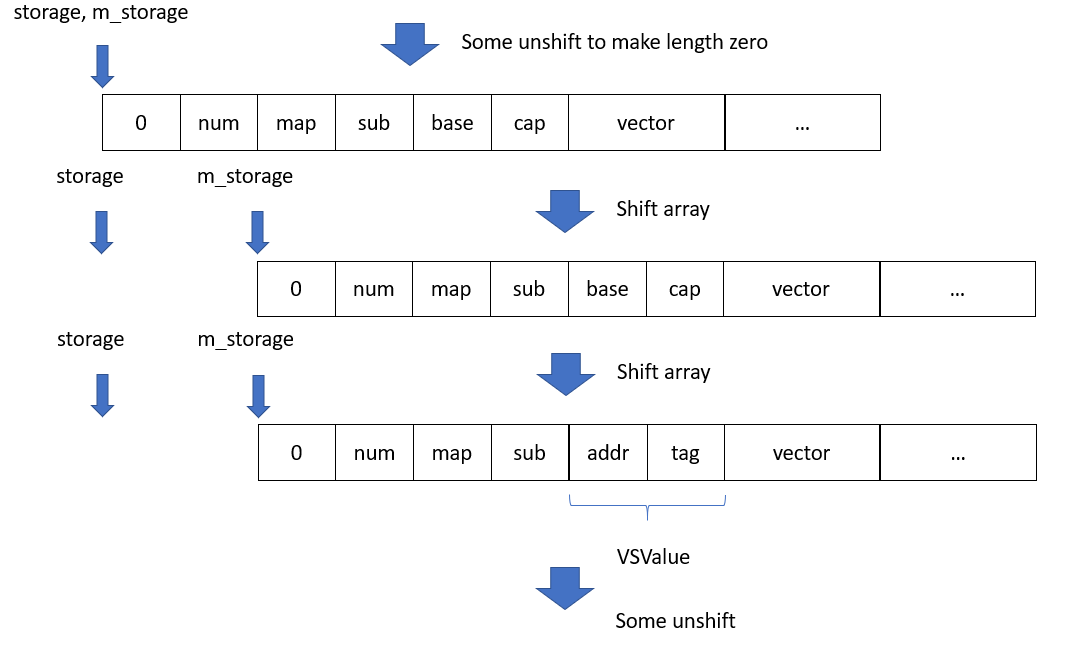 storage, m_storage
Some unshift to make length zero
0 num map sub base cap vector ...
storage m_storage
Shift array
0 num map sub base cap vector ...
storage m_storage
Shift array
0 num map sub addr tag vector ...
VSValue
Some unshift